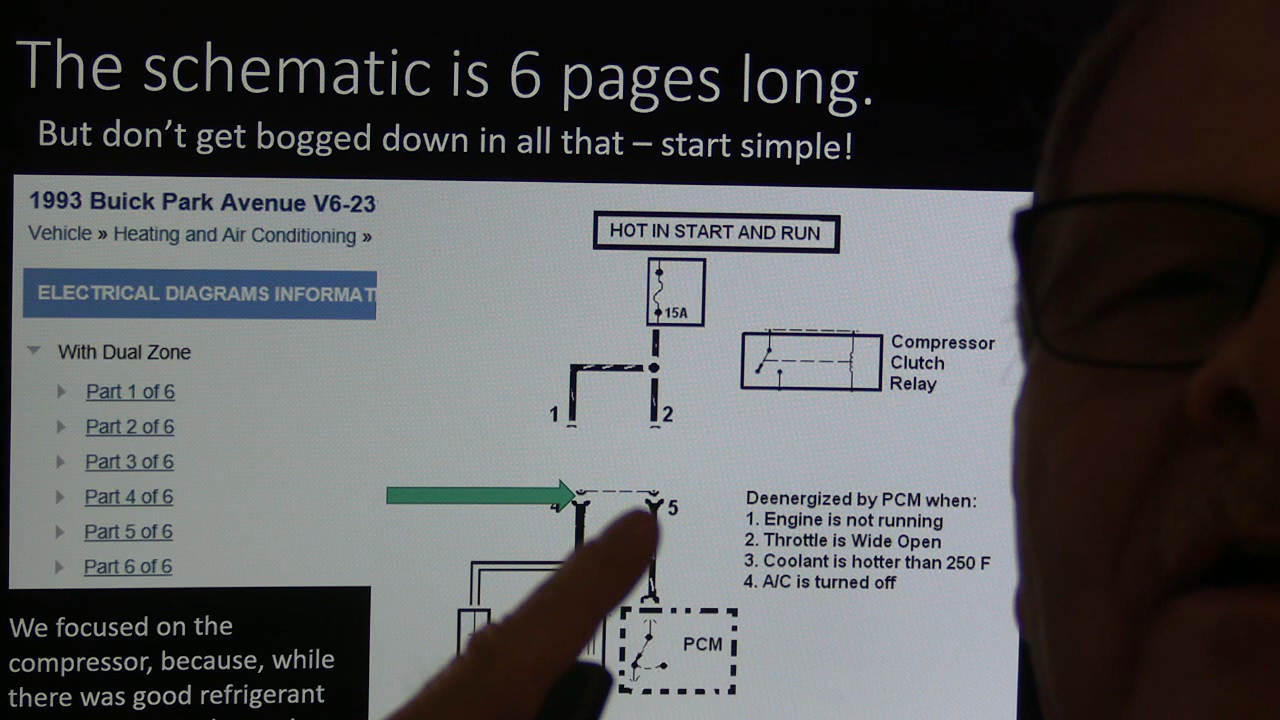 The schematic is 6 pages long.
But don't get bogged down in all that – start simple!
1993 Buick Park Avenue V6-23
Vehicle » Heating and Air Conditioning »
ELECTRICAL DIAGRAMS INFORMAT
With Dual Zone
Part 1 of 6
Part 2 of 6
Part 3 of 6
Part 4 of 6
Part 5 of 6
Part 6 of 6
We focused on the
compressor, because, while
there was good refrigerant
HOT IN START AND RUN
15A
1
2
Compressor
Clutch
Relay
4
5
Deenergized by PCM when:
1. Engine is not running
2. Throttle is Wide Open
3. Coolant is hotter than 250 F
4. A/C is turned off
PCM